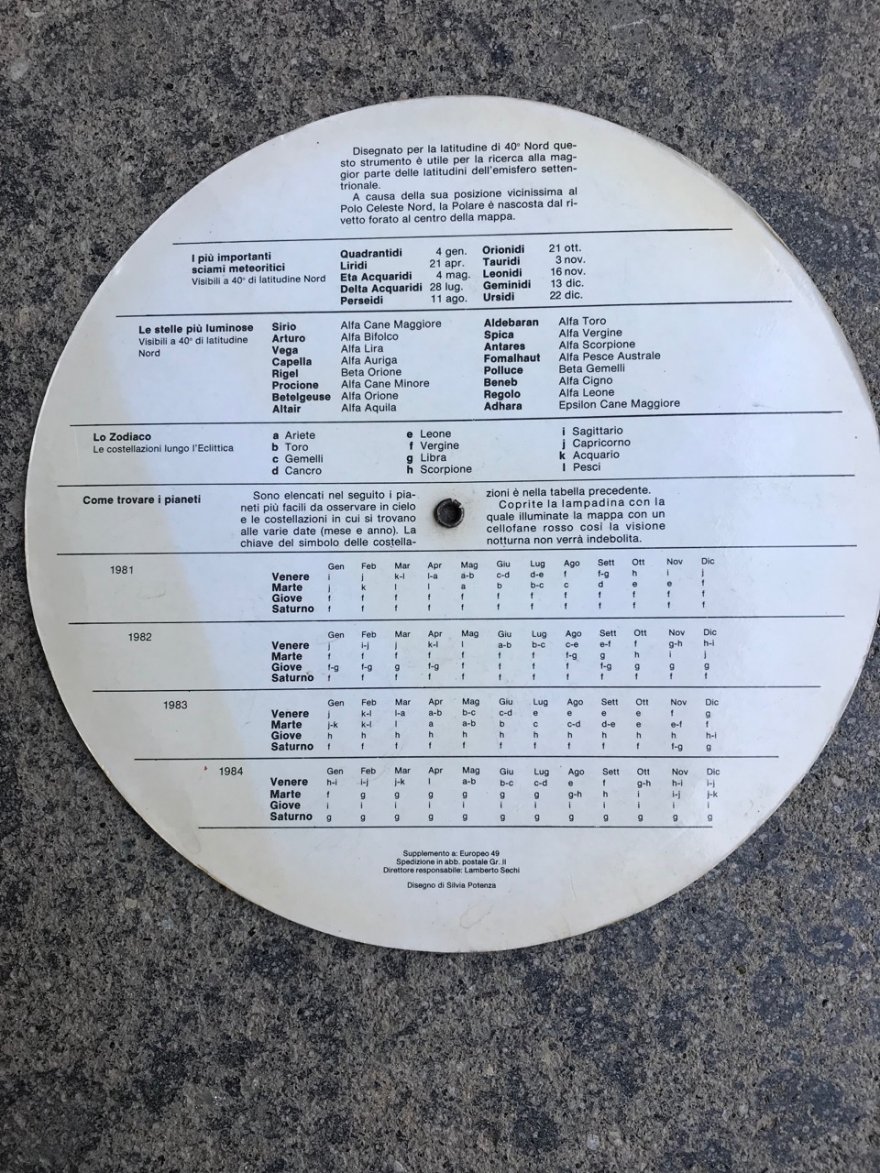 Disegnato per la latitudine di 40° Nord que-
sto strumento è utile per la ricerca alla mag-
gior parte delle latitudini dell'emisfero setten-
trionale.
A causa della sua posizione vicinissima al
Polo Celeste Nord, la Polare è nascosta dal ri-
vetto forato al centro della mappa.
I più importanti
sciami meteoritici
Visibili a 40° di latitudine Nord
Quadrantidi 4 gen. Orionidi 21 ott.
Liridi 21 apr. Tauridi 3 nov.
Eta Acquaridi 4 mag. Leonidi 16 nov.
Delta Acquaridi 28 lug. Geminidi 13 dic.
Perseidi 11 ago. Ursidi 22 dic.
Le stelle più luminose
Visibili a 40° di latitudine
Nord
Sirio Alfa Cane Maggiore Aldebaran Alfa Toro
Arturo Alfa Bifolco Spica Alfa Vergine
Vega Alfa Lira Antares Alfa Scorpione
Capella Alfa Auriga Fomalhaut Alfa Pesce Australe
Rigel Beta Orione Polluce Beta Gemelli
Procione Alfa Cane Minore Beneb Alfa Cigno
Betelgeuse Alfa Orione Regolo Alfa Leone
Altair Alfa Aquila Adhara Epsilon Cane Maggiore
Lo Zodiaco
Le costellazioni lungo l'Eclittica
a Ariete e Leone i Sagittario
b Toro f Vergine j Capricorno
c Gemelli g Libra k Acquario
d Cancro h Scorpione l Pesci
Come trovare i pianeti
Sono elencati nel seguito i pia-
neti più facili da osservare in cielo
e le costellazioni in cui si trovano
alle varie date (mese e anno). La
chiave del simbolo delle costella-
zioni è nella tabella precedente.
Coprite la lampadina con la
quale illuminate la mappa con un
cellofane rosso così la visione
notturna non verrà indebolita.
1981
Gen Feb Mar Apr Mag Giu Lug Ago Sett Ott Nov Dic
Venere i j k-l l-a a-b c-d d-e f f-g h i j
Marte j k l l a b b-c c d e e f
Giove f f f f f f f f f f f f
Saturno f f f f f f f f f f f f
1982
Gen Feb Mar Apr Mag Giu Lug Ago Sett Ott Nov Dic
Venere j i-j j k-l l a-b b-c c-e e-f f g-h h-i
Marte f f f f f f f f-g g h i j
Giove f-g f-g g f-g f f f f f-g g g g
Saturno f f f f f f f f f f f f
1983
Gen Feb Mar Apr Mag Giu Lug Ago Sett Ott Nov Dic
Venere j k-l l-a a-b b-c c-d e e e e f g
Marte j-k k-l l a a-b b c c-d d-e e e-f f
Giove h h h h h h h h h h h h-i
Saturno f f f f f f f f f f f-g g
1984
Gen Feb Mar Apr Mag Giu Lug Ago Sett Ott Nov Dic
Venere h-i i-j j-k l a-b b-c c-d e f g-h h-i i-j
Marte f g g g g g g g-h h i i-j j-k
Giove i i i i i i i i i i i i
Saturno g g g g g g g g g g g g
Supplemento a: Europeo 49
Spedizione in abb. postale Gr. II
Direttore responsabile: Lamberto Sechi
Disegno di Silvia Potenza